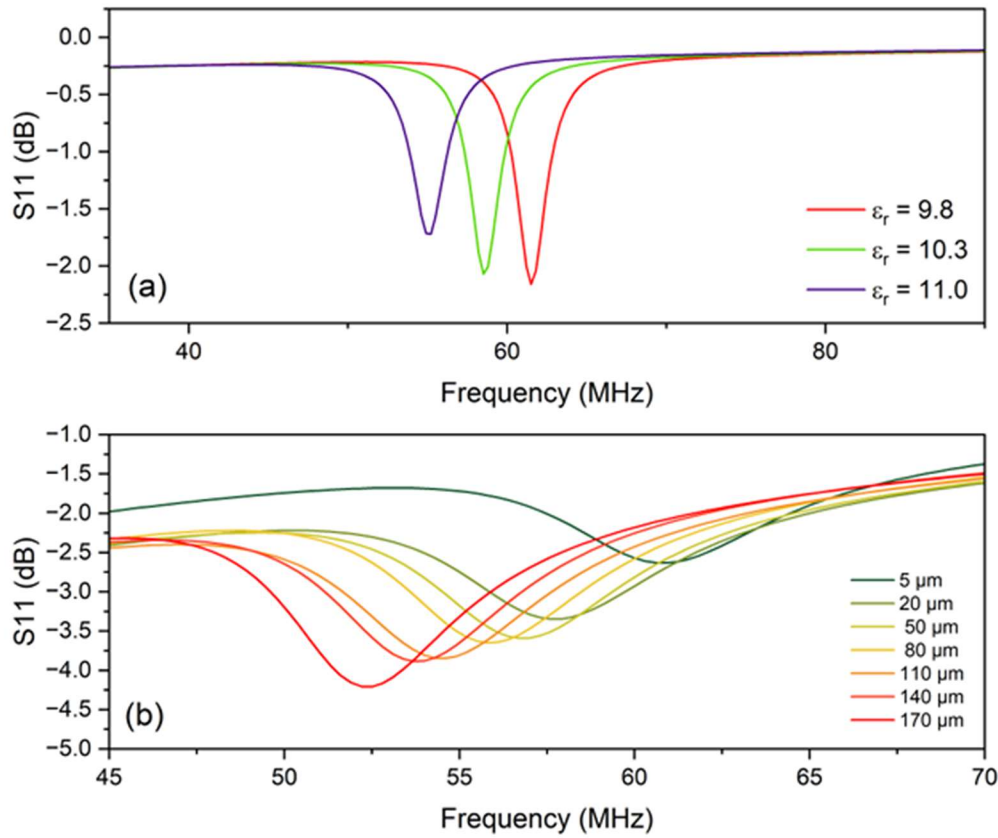 0.0
−0.5
−1.0
−1.5
−2.0
−2.5
S11 (dB)
(a)
εr = 9.8
εr = 10.3
εr = 11.0
40
60
80
Frequency (MHz)
−1.0
−1.5
−2.0
−2.5
−3.0
−3.5
−4.0
−4.5
−5.0
S11 (dB)
(b)
5 μm
20 μm
50 μm
80 μm
110 μm
140 μm
170 μm
45
50
55
60
65
70
Frequency (MHz)